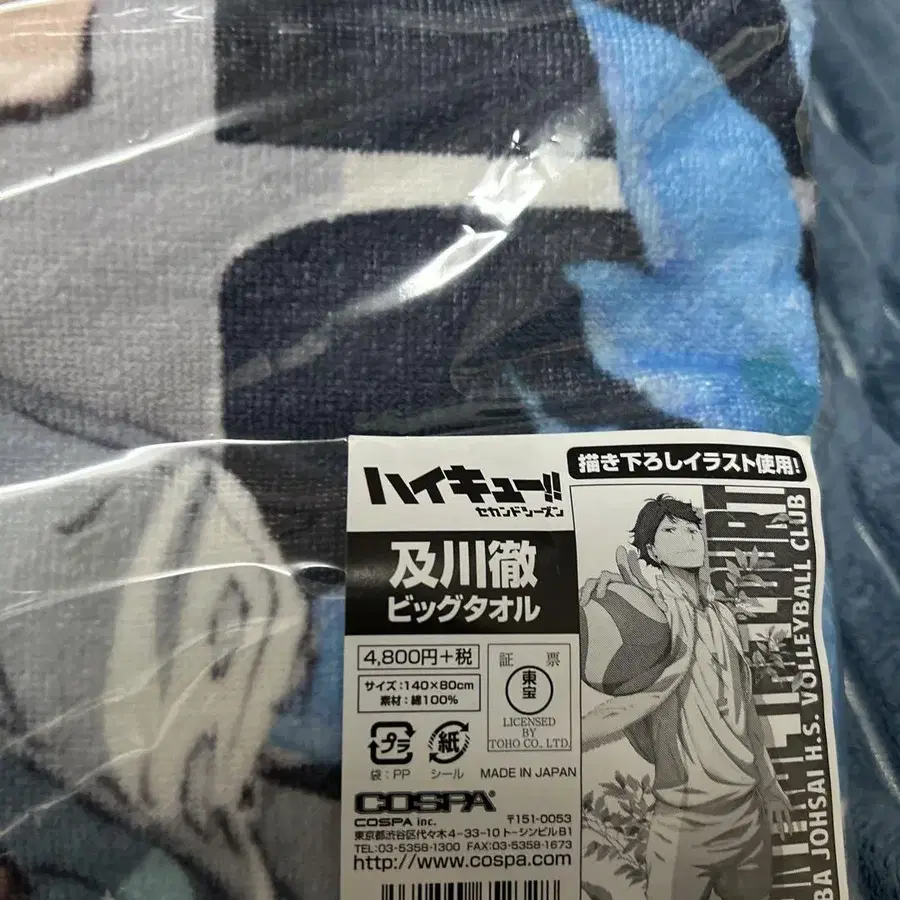 ハイキュー!!
セカンドシーズン
描き下ろしイラスト使用!
及川徹
ビッグタオル
4,800円+税
サイズ:140×80cm
素材:綿100%
証 票
東宝
LICENSED
BY
TOHO CO., LTD.
プラ
紙
袋:PP
シール
MADE IN JAPAN
COSPA
COSPA inc.
〒151-0053
東京都渋谷区代々木4-33-10 トーシンビルB1
TEL:03-5358-1300 FAX:03-5358-1673
http://www.cospa.com
BA JOHSAI H.S. VOLLEYBALL CLUB